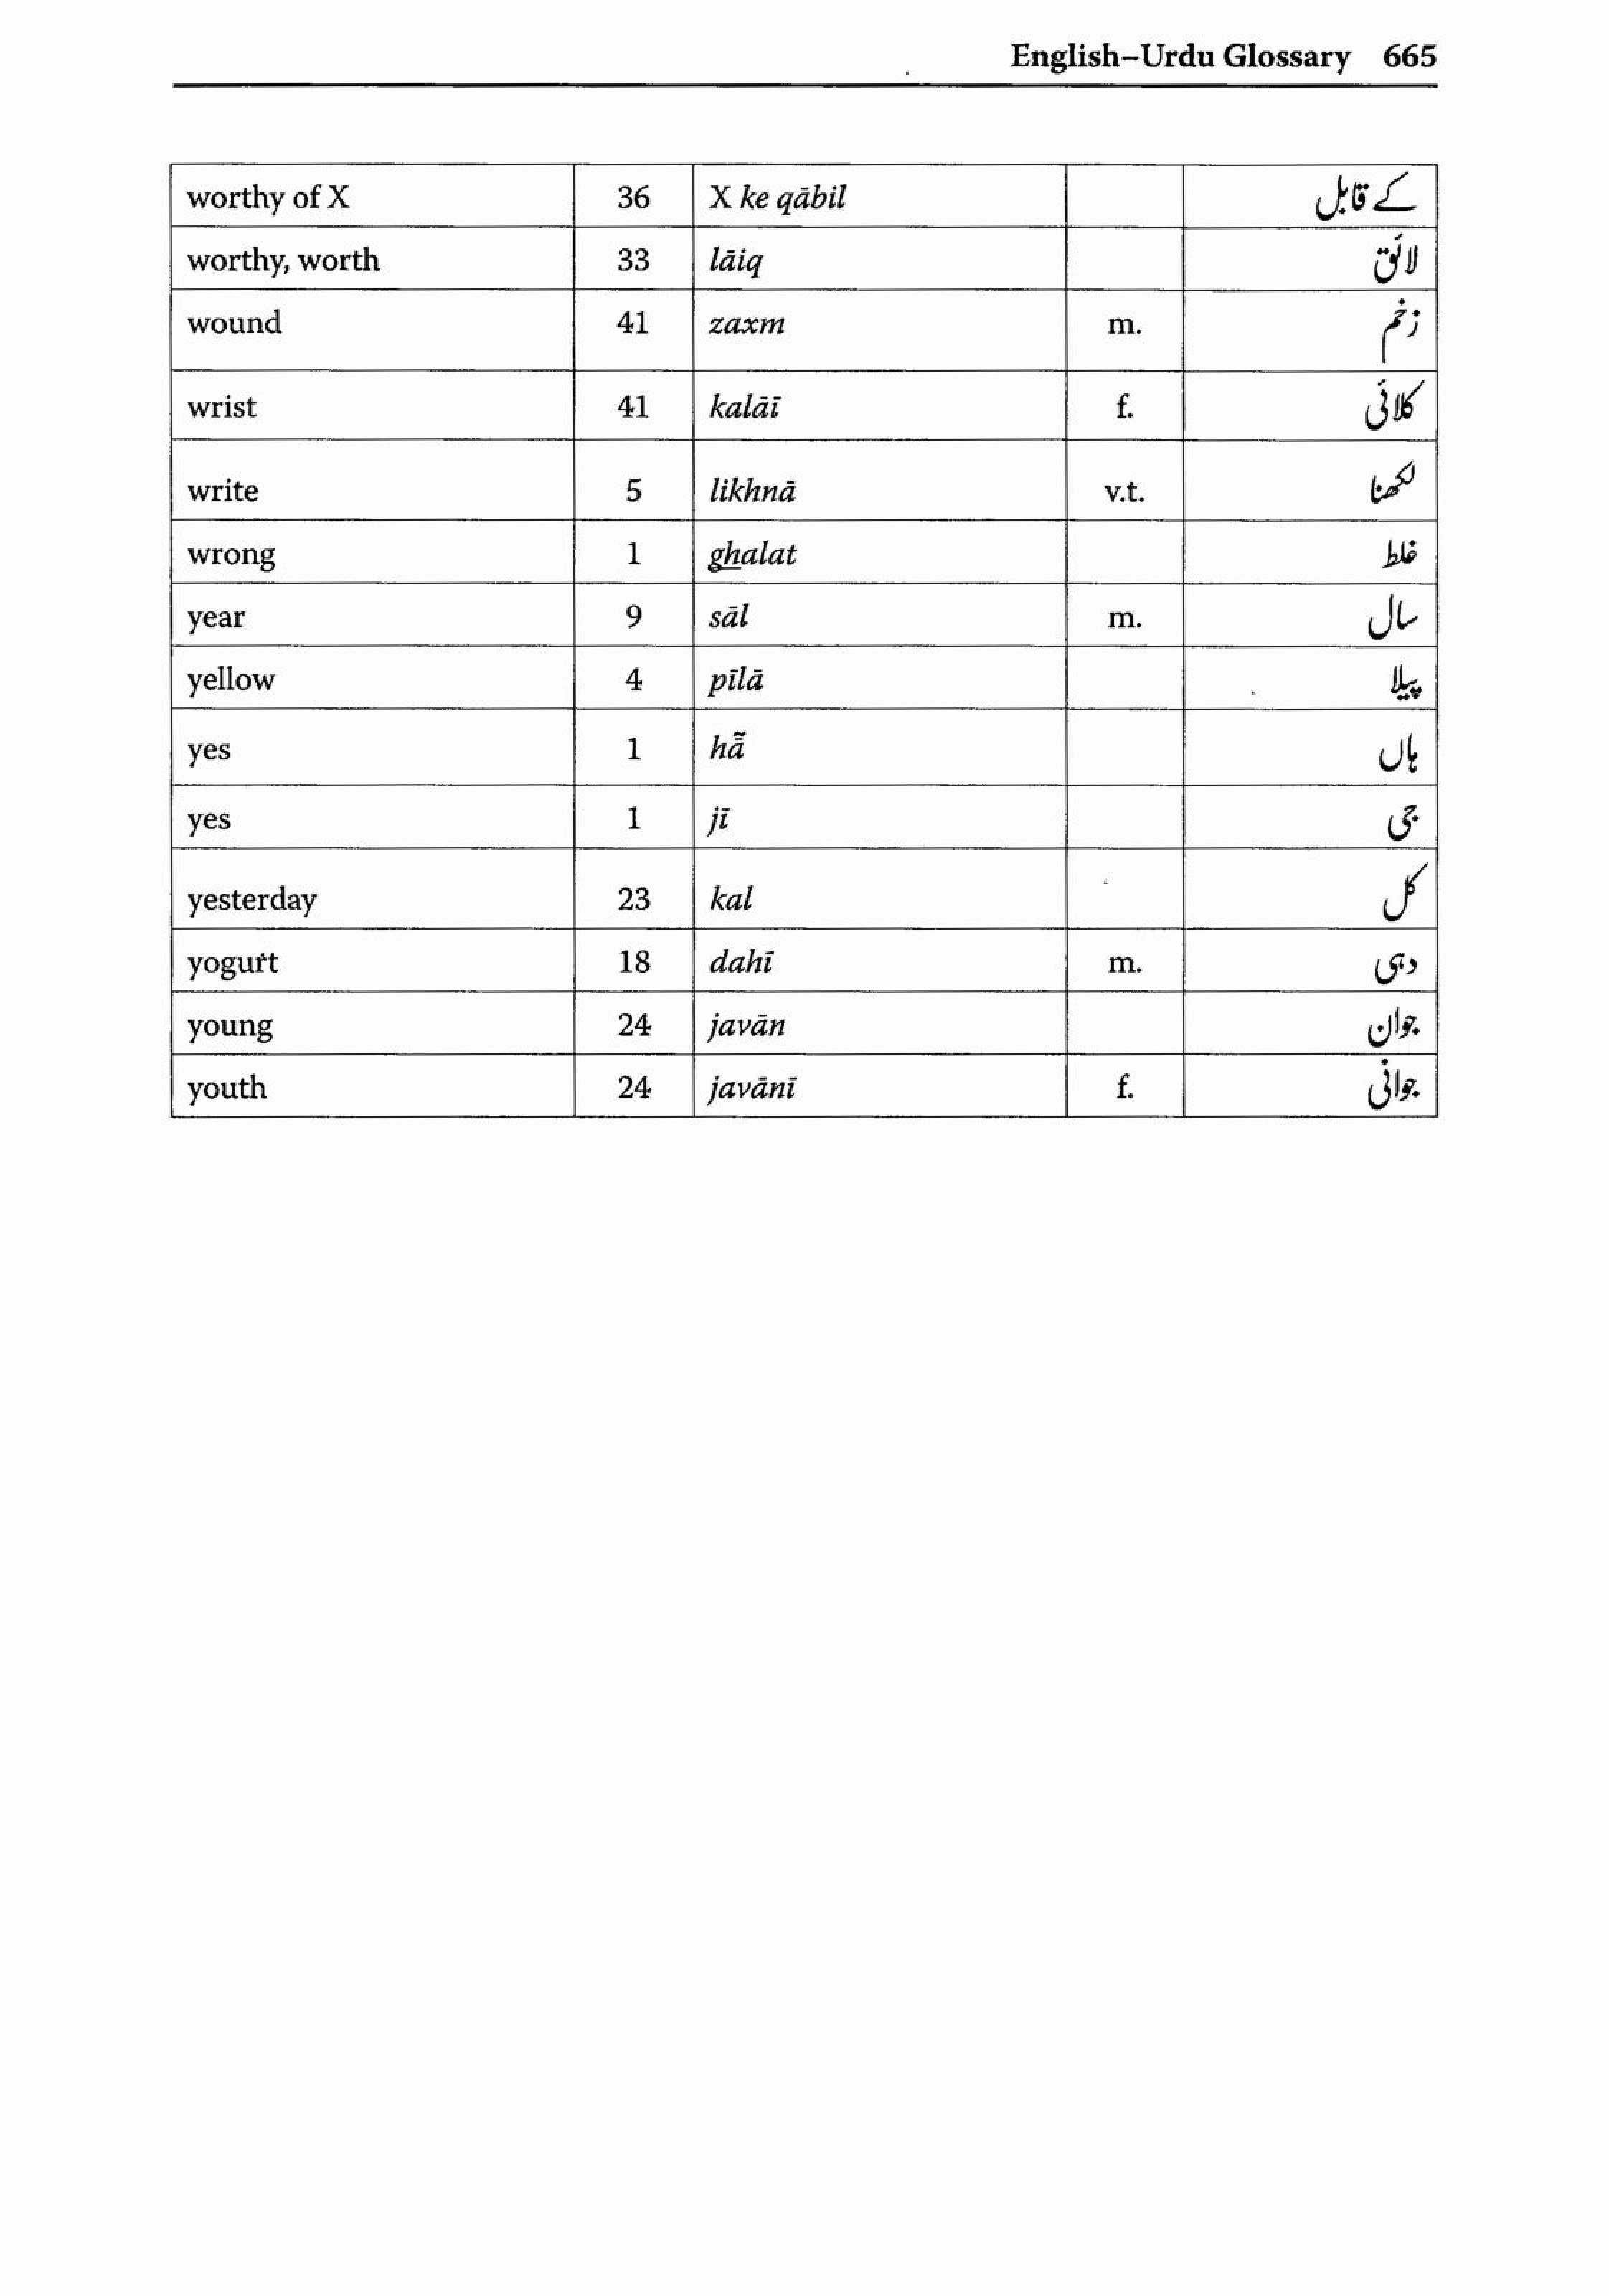 English–Urdu Glossary 665
worthy of X 36 X ke qābil کے قابل
worthy, worth 33 lāiq لائق
wound 41 zaxm m. زخم
wrist 41 kalāī f. کلائی
write 5 likhnā v.t. لکھنا
wrong 1 ghalat غلط
year 9 sāl m. سال
yellow 4 pīlā پیلا
yes 1 hā̃ ہاں
yes 1 jī جی
yesterday 23 kal کل
yogurt 18 dahī m. دہی
young 24 javān جوان
youth 24 javānī f. جوانی